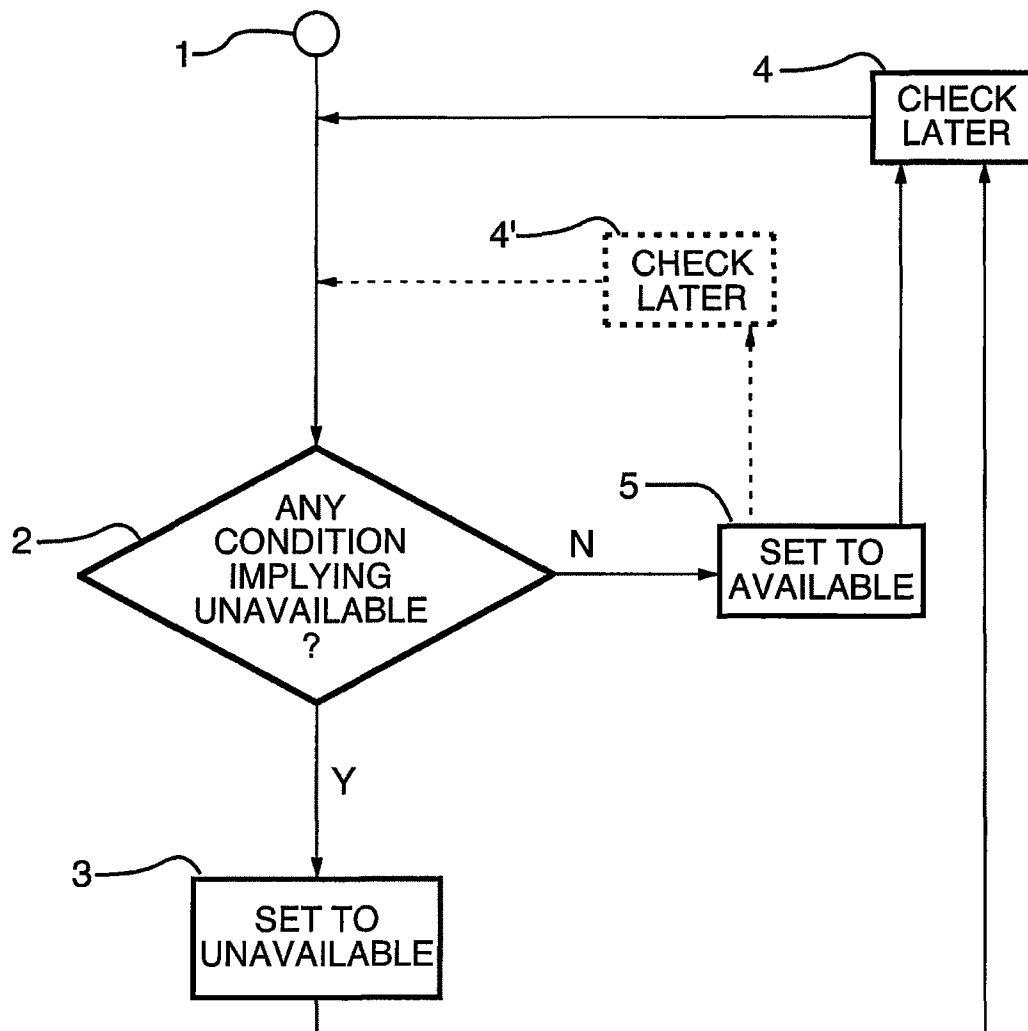 1
4
CHECK
LATER
4'
CHECK
LATER
2
ANY
CONDITION
IMPLYING
UNAVAILABLE
?
N
5
SET TO
AVAILABLE
Y
3
SET TO
UNAVAILABLE